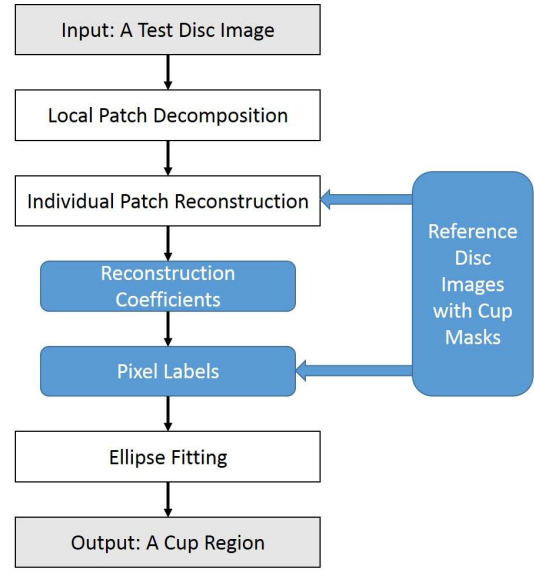 Input: A Test Disc Image
Local Patch Decomposition
Individual Patch Reconstruction
Reconstruction
Coefficients
Pixel Labels
Ellipse Fitting
Output: A Cup Region
Reference
Disc
Images
with Cup
Masks